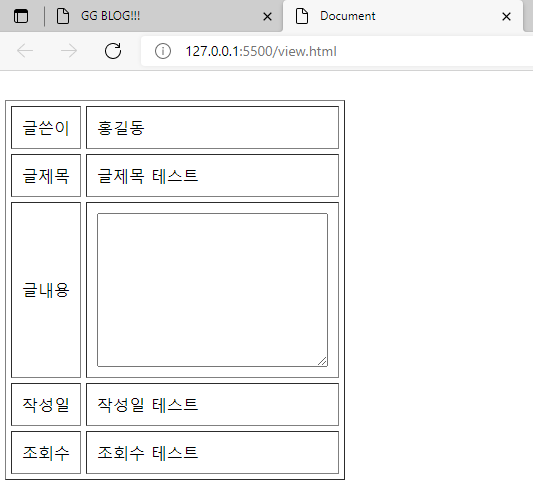 GG BLOG!!!
Document
127.0.0.1:5500/view.html
글쓴이 홍길동
글제목 글제목 테스트
글내용
작성일 작성일 테스트
조회수 조회수 테스트